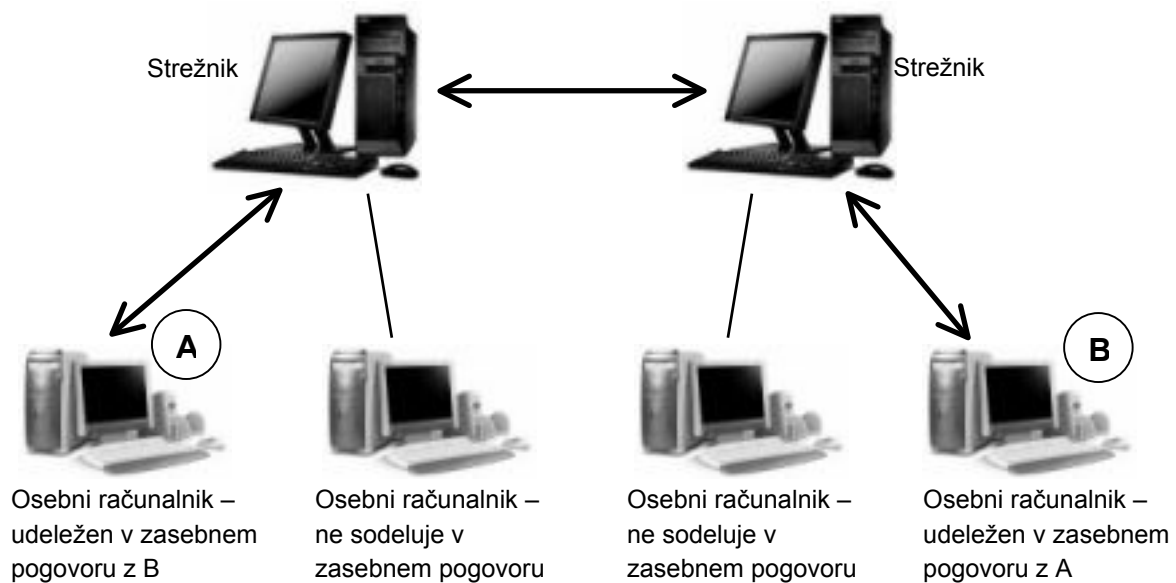 Strežnik
Strežnik
A
B
Osebni računalnik –
udeležen v zasebnem
pogovoru z B
Osebni računalnik –
ne sodeluje v
zasebnem pogovoru
Osebni računalnik –
ne sodeluje v
zasebnem pogovoru
Osebni računalnik –
udeležen v zasebnem
pogovoru z A